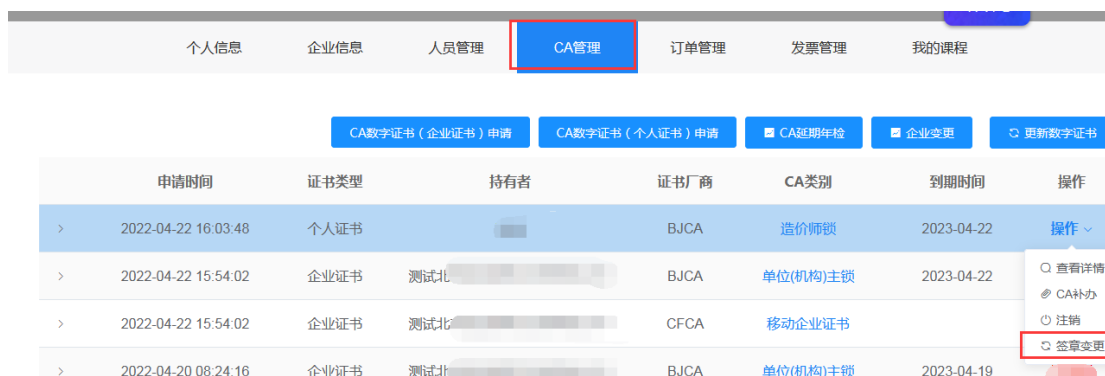 个人信息 企业信息 人员管理 CA管理 订单管理 发票管理 我的课程
CA数字证书（企业证书）申请 CA数字证书（个人证书）申请 CA延期年检 企业变更 更新数字证书
申请时间 证书类型 持有者 证书厂商 CA类别 到期时间 操作
2022-04-22 16:03:48 个人证书 BJCA 造价师锁 2023-04-22 操作
查看详情
2022-04-22 15:54:02 企业证书 测试北 BJCA 单位(机构)主锁 2023-04-22
CA补办
2022-04-22 15:54:02 企业证书 测试北 CFCA 移动企业证书
注销
签章变更
2022-04-20 08:24:16 企业证书 测试北 BJCA 单位(机构)主锁 2023-04-19